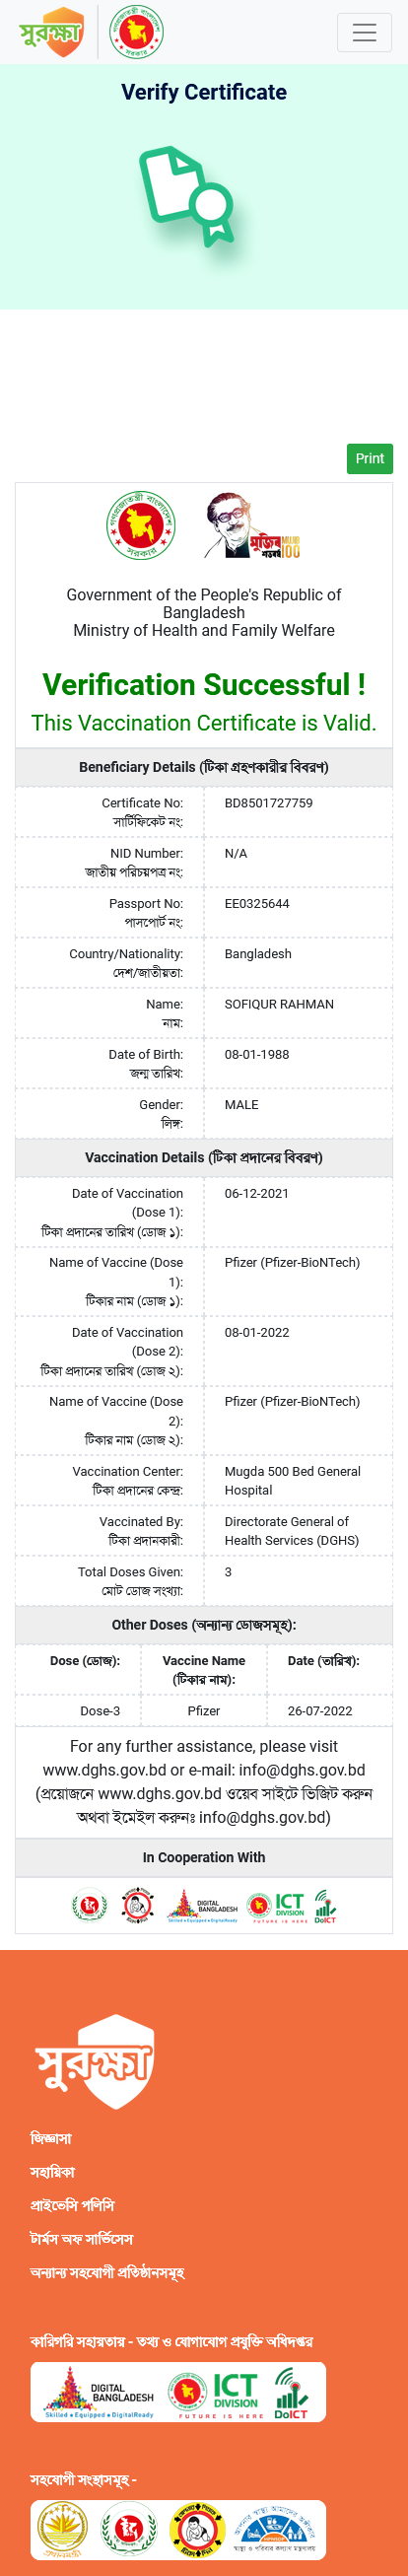 সুরক্ষা
Verify Certificate
Print
মুজিব MUJIB
শতবর্ষ 100
Government of the People's Republic of
Bangladesh
Ministry of Health and Family Welfare
Verification Successful !
This Vaccination Certificate is Valid.
Beneficiary Details (টিকা গ্রহণকারীর বিবরণ)
Certificate No: BD8501727759
সার্টিফিকেট নং:
NID Number: N/A
জাতীয় পরিচয়পত্র নং:
Passport No: EE0325644
পাসপোর্ট নং:
Country/Nationality: Bangladesh
দেশ/জাতীয়তা:
Name: SOFIQUR RAHMAN
নাম:
Date of Birth: 08-01-1988
জন্ম তারিখ:
Gender: MALE
লিঙ্গ:
Vaccination Details (টিকা প্রদানের বিবরণ)
Date of Vaccination 06-12-2021
(Dose 1):
টিকা প্রদানের তারিখ (ডোজ ১):
Name of Vaccine (Dose Pfizer (Pfizer-BioNTech)
1):
টিকার নাম (ডোজ ১):
Date of Vaccination 08-01-2022
(Dose 2):
টিকা প্রদানের তারিখ (ডোজ ২):
Name of Vaccine (Dose Pfizer (Pfizer-BioNTech)
2):
টিকার নাম (ডোজ ২):
Vaccination Center: Mugda 500 Bed General
টিকা প্রদানের কেন্দ্র: Hospital
Vaccinated By: Directorate General of
টিকা প্রদানকারী: Health Services (DGHS)
Total Doses Given: 3
মোট ডোজ সংখ্যা:
Other Doses (অন্যান্য ডোজসমূহ):
Dose (ডোজ): Vaccine Name Date (তারিখ):
(টিকার নাম):
Dose-3 Pfizer 26-07-2022
For any further assistance, please visit
www.dghs.gov.bd or e-mail: info@dghs.gov.bd
(প্রয়োজনে www.dghs.gov.bd ওয়েব সাইটে ভিজিট করুন
অথবা ইমেইল করুনঃ info@dghs.gov.bd)
In Cooperation With
DIGITAL BANGLADESH ICT DIVISION DoICT
Skilled • Equipped • DigitalReady FUTURE IS HERE
সুরক্ষা
জিজ্ঞাসা
সহায়িকা
প্রাইভেসি পলিসি
টার্মস অফ সার্ভিসেস
অন্যান্য সহযোগী প্রতিষ্ঠানসমূহ
কারিগরি সহায়তায় - তথ্য ও যোগাযোগ প্রযুক্তি অধিদপ্তর
DIGITAL BANGLADESH ICT DIVISION DoICT
Skilled • Equipped • DigitalReady FUTURE IS HERE
সহযোগী সংস্থাসমূহ -